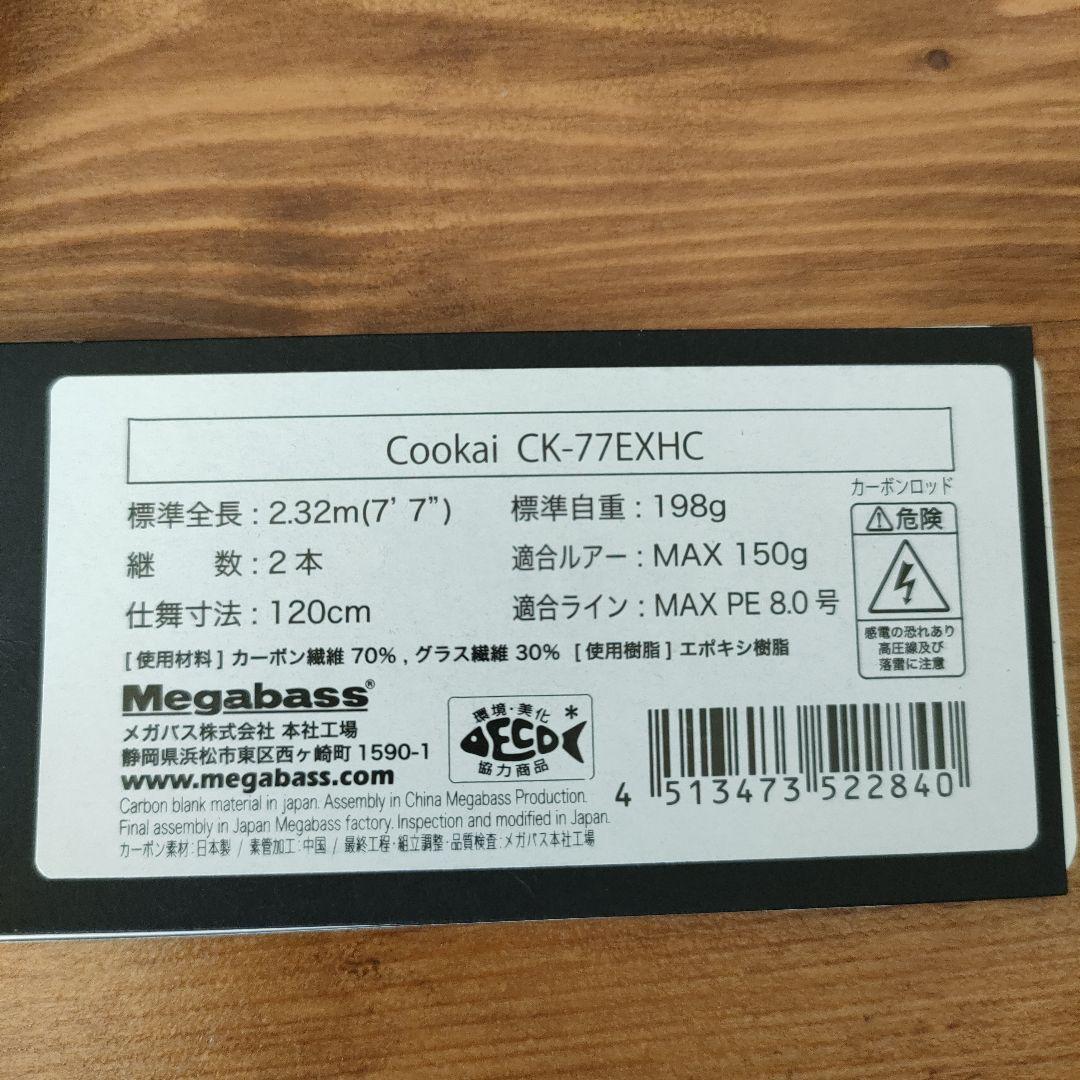 Cookai CK-77EXHC
標準全長 : 2.32m(7’ 7”)
標準自重 : 198g
継 数 : 2本
適合ルアー : MAX 150g
仕舞寸法 : 120cm
適合ライン : MAX PE 8.0号
[ 使用材料 ] カーボン繊維 70% , グラス繊維 30% [ 使用樹脂 ] エポキシ樹脂
カーボンロッド
⚠危険
感電の恐れあり
高圧線及び
落雷に注意
Megabass®
メガバス株式会社 本社工場
静岡県浜松市東区西ヶ崎町 1590-1
www.megabass.com
環境・美化*
DECO
協力商品
4 513473 522840
Carbon blank material in japan. Assembly in China Megabass Production.
Final assembly in Japan Megabass factory. Inspection and modified in Japan.
カーボン素材:日本製 / 素管加工:中国 / 最終工程・組立調整・品質検査:メガバス本社工場